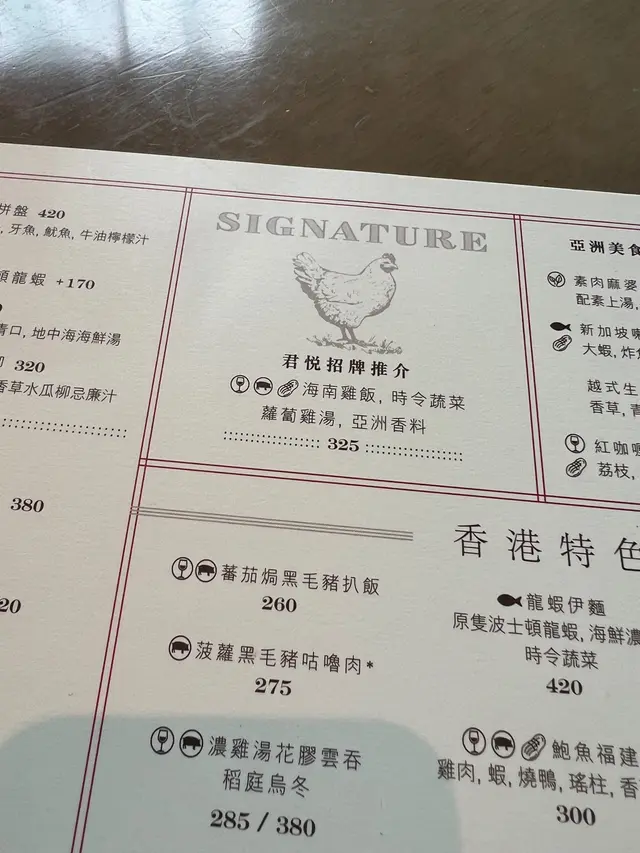 拼盤 420
牙魚, 魷魚, 牛油檸檬汁
頓龍蝦 +170
青口, 地中海海鮮湯
320
香草水瓜柳忌廉汁
380
20
SIGNATURE
君悦招牌推介
海南雞飯, 時令蔬菜
蘿蔔雞湯, 亞洲香料
325
亞洲美食
素肉麻婆
配素上湯,
新加坡喇
大蝦, 炸魚
越式生
香草, 青
紅咖喱
荔枝,
香港特色
蕃茄焗黑毛豬扒飯
260
菠蘿黑毛豬咕嚕肉*
275
濃雞湯花膠雲吞
稻庭烏冬
285 / 380
龍蝦伊麵
原隻波士頓龍蝦, 海鮮濃
時令蔬菜
420
鮑魚福建
雞肉, 蝦, 燒鴨, 瑤柱, 香
300